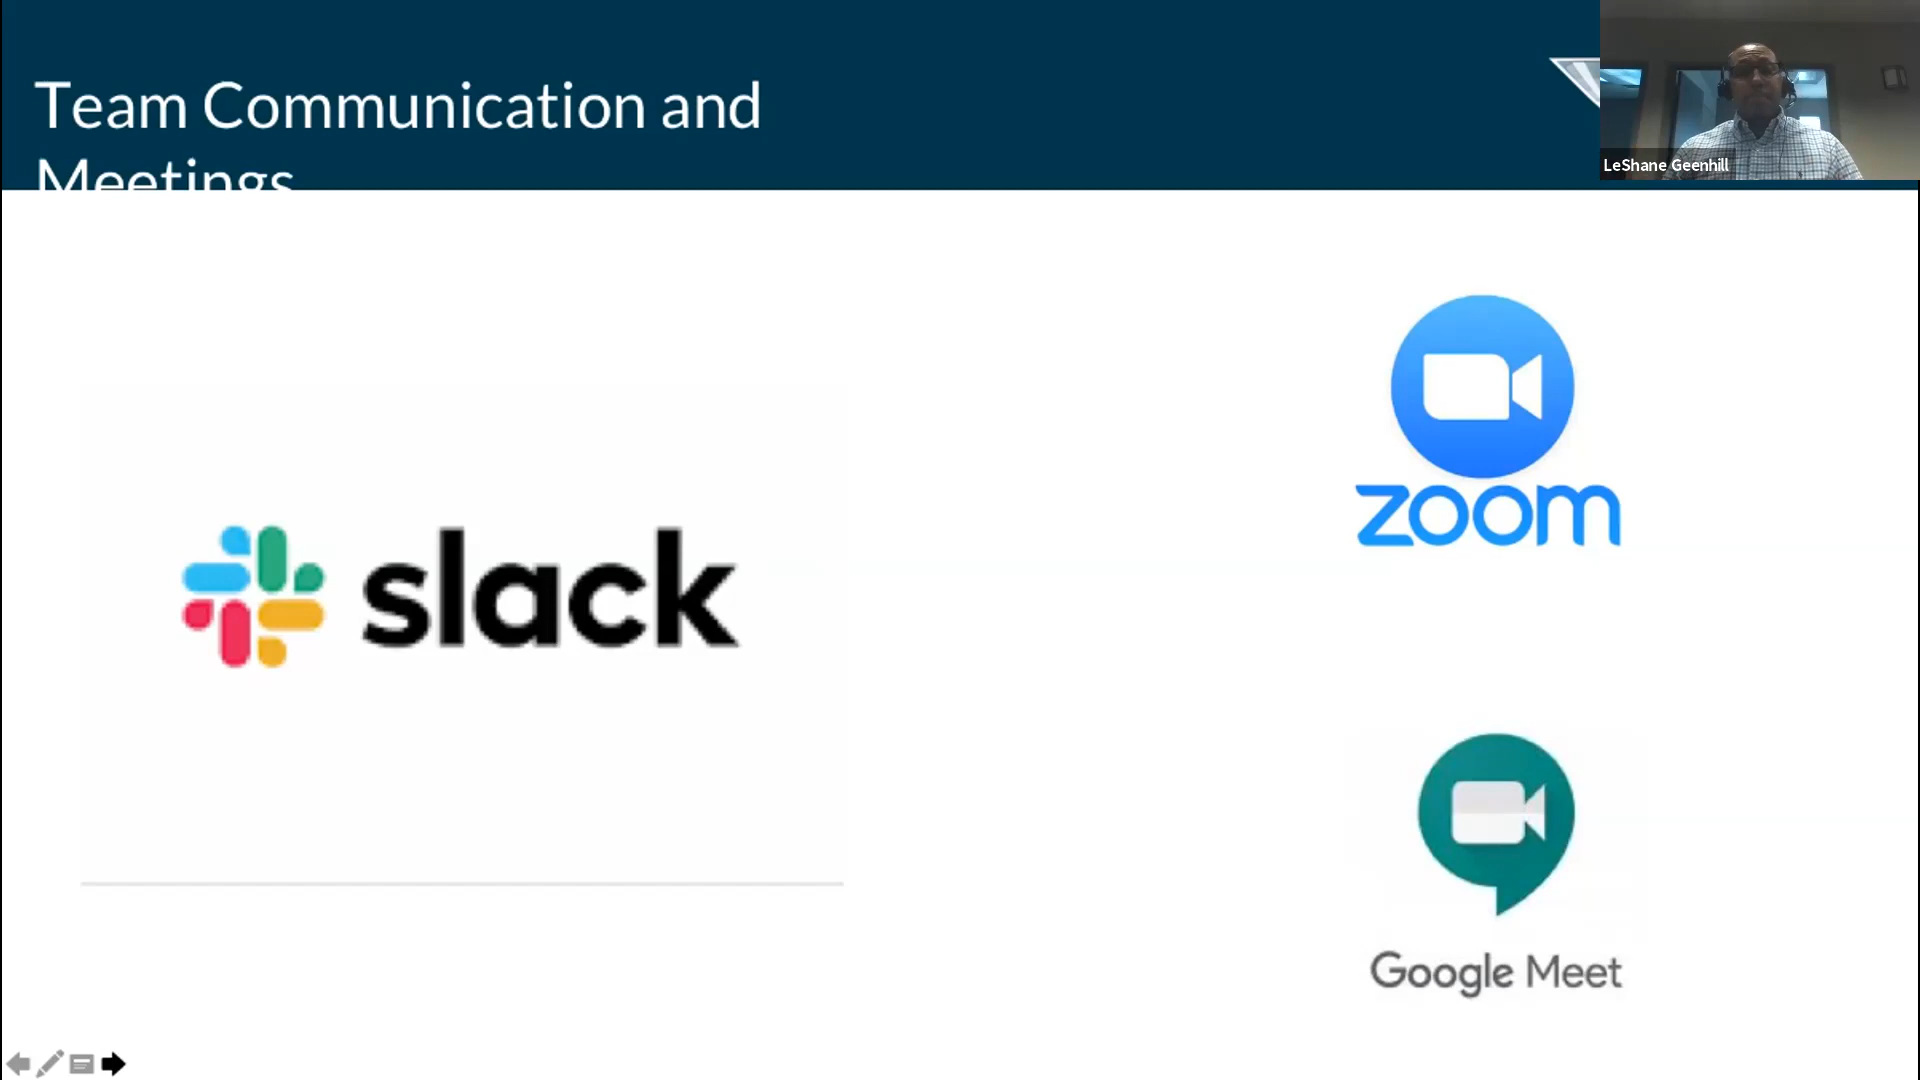 Team Communication and
Meetings
LeShane Geenhill
slack
zoom
Google Meet